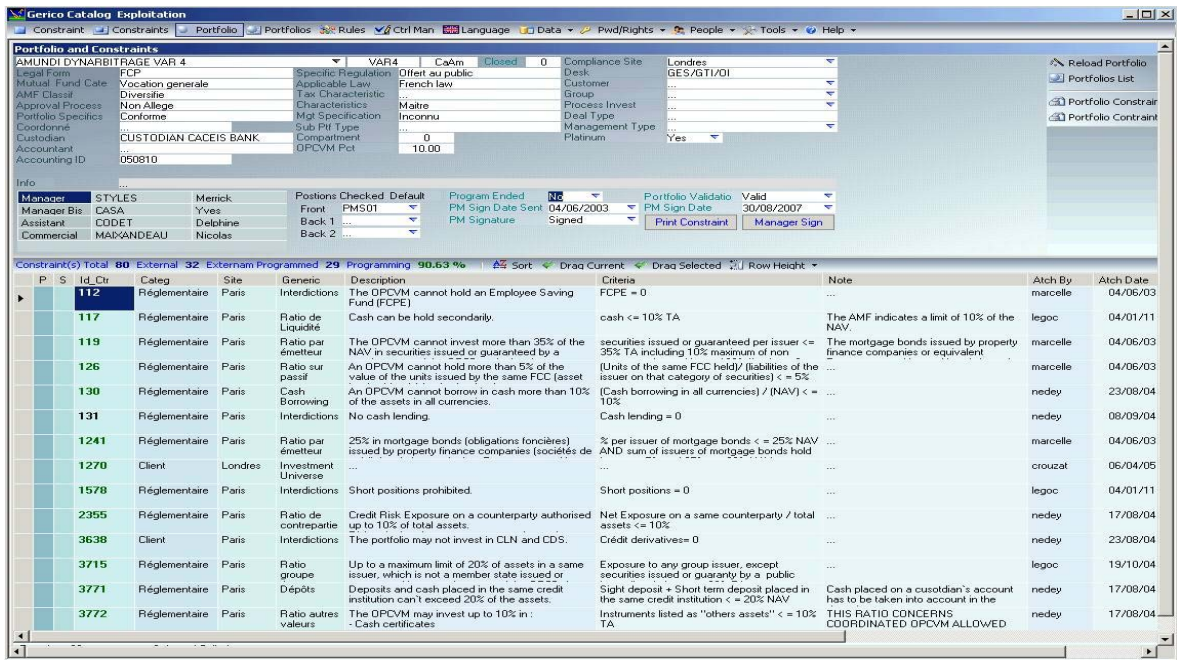 Gerico Catalog Exploitation
Constraint Constraints Portfolio Portfolios Rules Ctrl Man Language Data Pwd/Rights People Tools Help
Portfolio and Constraints
AMUNDI DYNARBITRAGE VAR 4 VAR4 CaAm Closed 0 Compliance Site Londres Reload Portfolio
Legal Form FCP Specific Regulation Offert au public Desk GES/GTI/OI
Mutual Fund Cate Vocation generale Applicable Law French law Customer ... Portfolios List
AMF Classif Diversifie Tax Characteristic ... Group ...
Approval Process Non Allege Characteristics Maitre Process Invest ... Portfolio Constrair
Portfolio Specifics Conforme Mgt Specification Inconnu Deal Type ...
Coordonné ... Sub Ptf Type ... Management Type ... Portfolio Contraint
Custodian CUSTODIAN CACEIS BANK Compartment 0 Platinum Yes
Accountant ... OPCVM Pct 10.00
Accounting ID 050810
Info ...
Manager STYLES Merrick Postions Checked Default Program Ended No Portfolio Validatio Valid
Manager Bis CASA Yves Front PMS01 PM Sign Date Sent 04/06/2003 PM Sign Date 30/08/2007
Assistant CODET Delphine Back 1 ... PM Signature Signed Print Constraint Manager Sign
Commercial MAIXANDEAU Nicolas Back 2 ...
Constraint(s) Total 80 External 32 Externam Programmed 29 Programming 90.63 % Sort Drag Current Drag Selected Row Height
P S Id_Ctr Categ Site Generic Description Criteria Note Atch By Atch Date
112 Réglementaire Paris Interdictions The OPCVM cannot hold an Employee Saving FCPE = 0 ... marcelle 04/06/03
Fund (FCPE)
117 Réglementaire Paris Ratio de Cash can be hold secondarily. cash <= 10% TA The AMF indicates a limit of 10% of the legoc 04/01/11
Liquidité NAV.
119 Réglementaire Paris Ratio par The OPCVM cannot invest more than 35% of the securities issued or guaranteed per issuer <= The mortgage bonds issued by property marcelle 04/06/03
émetteur NAV in securities issued or guaranteed by a 35% TA including 10% maximum of non finance companies or equivalent
126 Réglementaire Paris Ratio sur An OPCVM cannot hold more than 5% of the (Units of the same FCC held)/ (liabilities of the ... marcelle 04/06/03
passif value of the units issued by the same FCC (asset issuer on that category of securities) < = 5%
130 Réglementaire Paris Cash An OPCVM cannot borrow in cash more than 10% (Cash borrowing in all currencies) / (NAV) < = ... nedey 23/08/04
Borrowing of the assets in all currencies. 10%
131 Réglementaire Paris Interdictions No cash lending. Cash lending = 0 ... nedey 08/09/04
1241 Réglementaire Paris Ratio par 25% in mortgage bonds (obligations foncières) % per issuer of mortgage bonds < = 25% NAV ... marcelle 04/06/03
émetteur issued by property finance companies (sociétés de AND sum of issuers of mortgage bonds hold
1270 Client Londres Investment ... ... ... crouzat 06/04/05
Universe
1578 Réglementaire Paris Interdictions Short positions prohibited. Short positions = 0 ... legoc 04/01/11
2355 Réglementaire Paris Ratio de Credit Risk Exposure on a counterparty authorised Net Exposure on a same counterparty / total ... nedey 17/08/04
contrepartie up to 10% of total assets. assets <= 10%
3638 Client Paris Interdictions The portfolio may not invest in CLN and CDS. Crédit derivatives= 0 ... nedey 23/08/04
3715 Réglementaire Paris Ratio Up to a maximum limit of 20% of assets in a same Exposure to any group issuer, except ... legoc 19/10/04
groupe issuer, which is not a member state issued or securities issued or guaranty by a public
3771 Réglementaire Paris Dépôts Deposits and cash placed in the same credit Sight deposit + Short term deposit placed in Cash placed on a cusotdian's account nedey 17/08/04
institution can't exceed 20% of the assets. the same credit institution < = 20% NAV has to be taken into account in the
3772 Réglementaire Paris Ratio autres The OPCVM may invest up to 10% in : Instruments listed as "others assets" < = 10% THIS RATIO CONCERNS nedey 17/08/04
valeurs - Cash certificates TA COORDINATED OPCVM ALLOWED